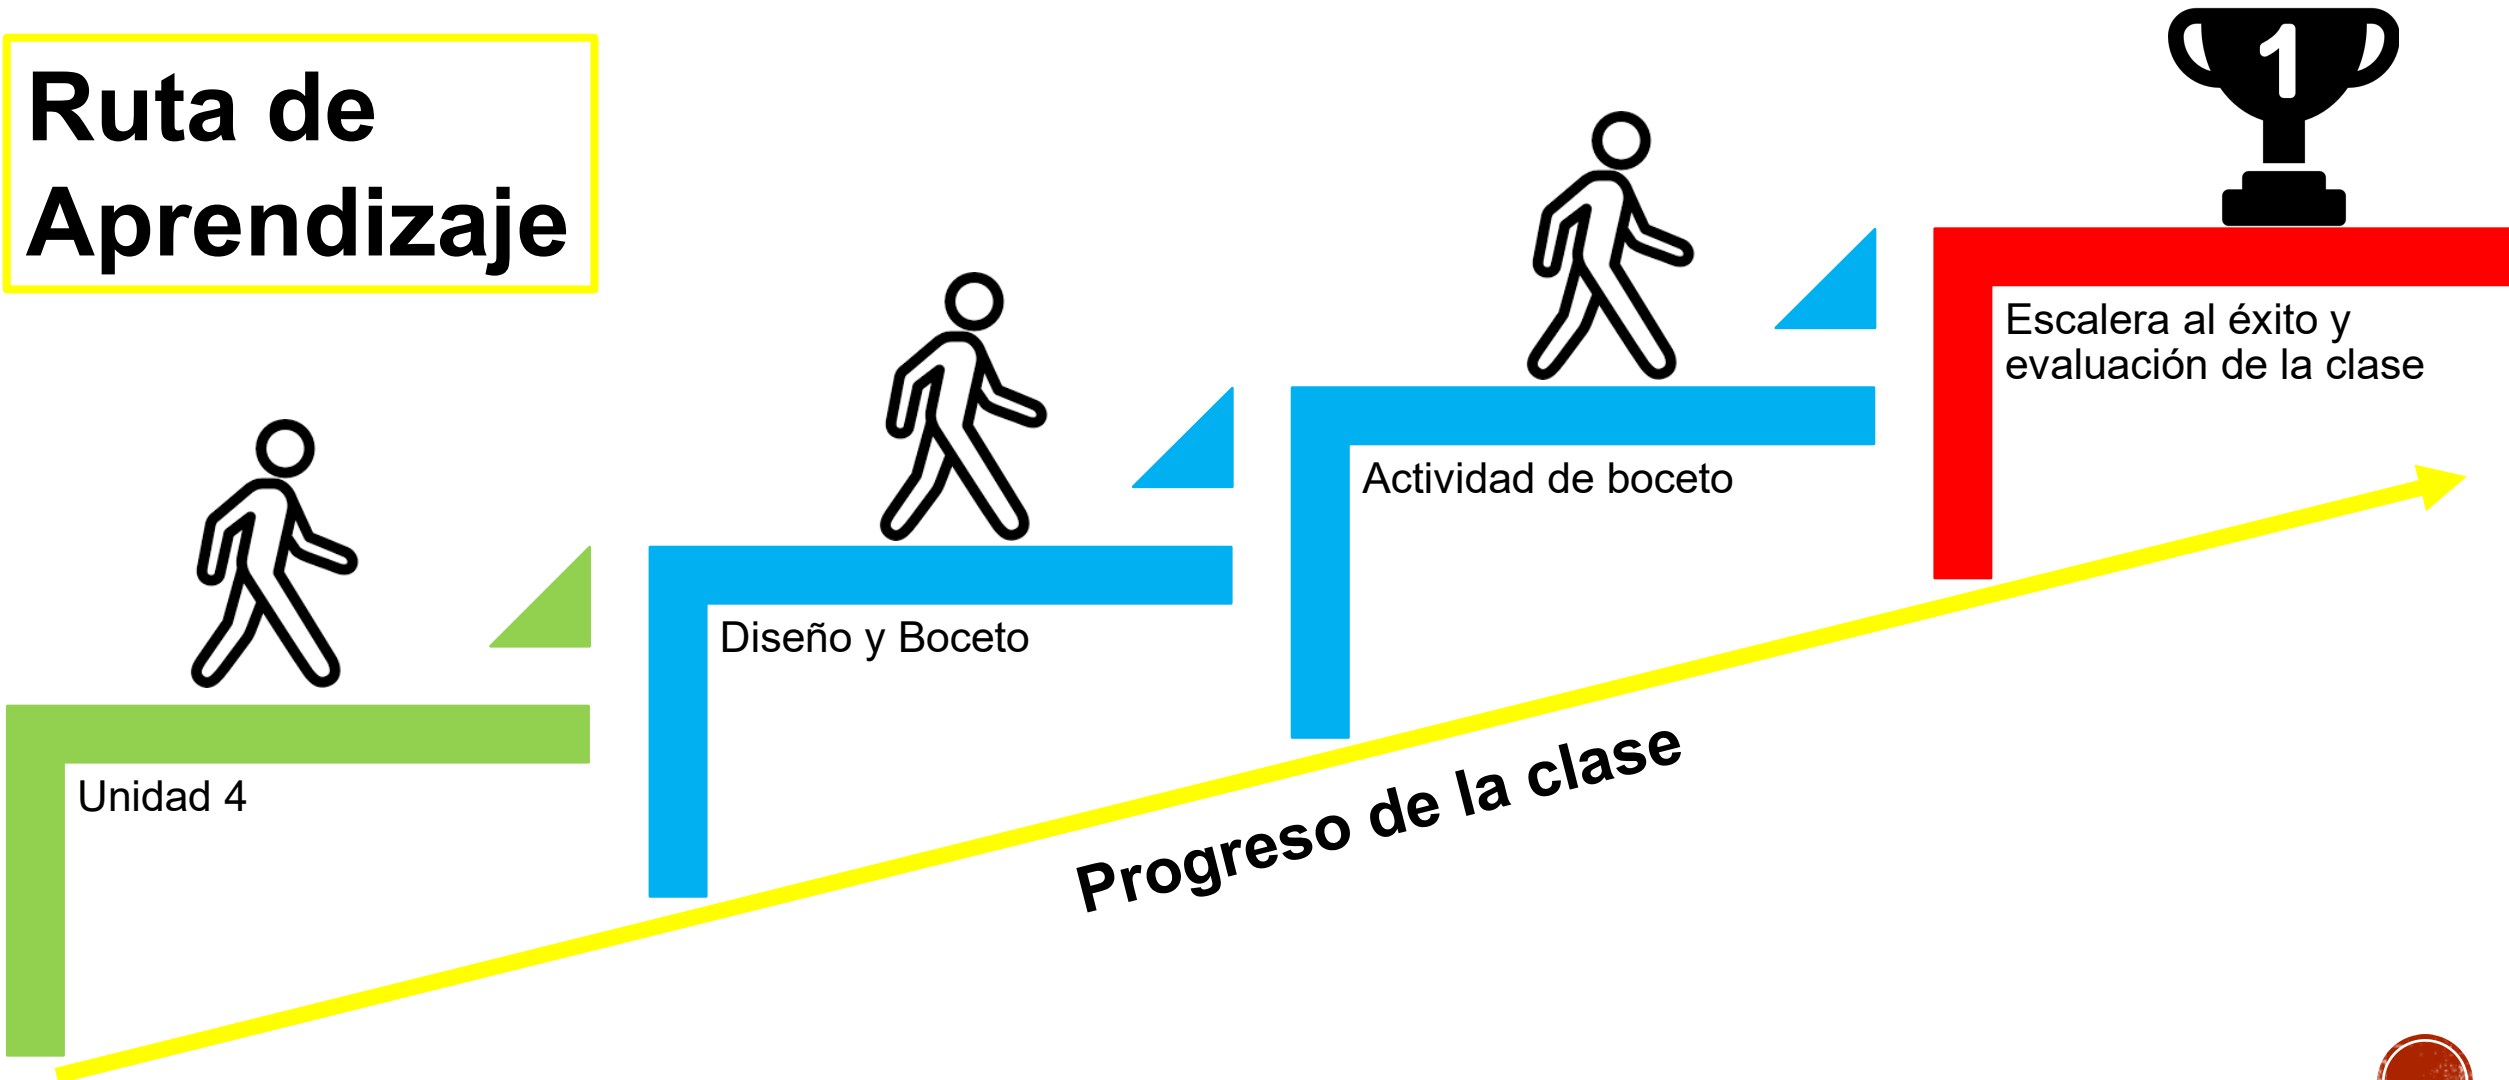 Ruta de
Aprendizaje
1
Escalera al éxito y
evaluación de la clase
Actividad de boceto
Diseño y Boceto
Unidad 4
Progreso de la clase